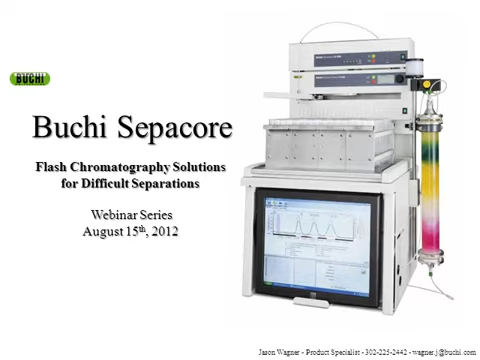 BUCHI
Buchi Sepacore
Flash Chromatography Solutions
for Difficult Separations
Webinar Series
August 15th, 2012
Jason Wagner - Product Specialist - 302-225-2442 - wagner.j@buchi.com